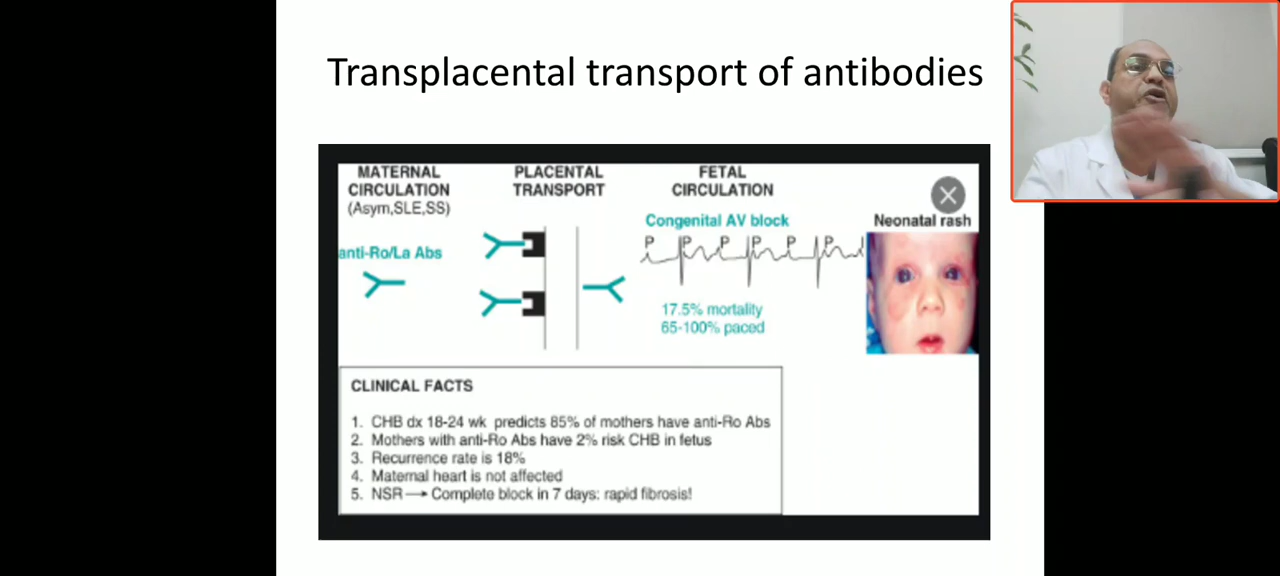 Transplacental transport of antibodies
MATERNAL
CIRCULATION
(Asym,SLE,SS)
anti-Ro/La Abs
PLACENTAL
TRANSPORT
FETAL
CIRCULATION
Congenital AV block
P P P P P P
17.5% mortality
65-100% paced
Neonatal rash
CLINICAL FACTS
1. CHB dx 18-24 wk predicts 85% of mothers have anti-Ro Abs
2. Mothers with anti-Ro Abs have 2% risk CHB in fetus
3. Recurrence rate is 18%
4. Maternal heart is not affected
5. NSR → Complete block in 7 days: rapid fibrosis!